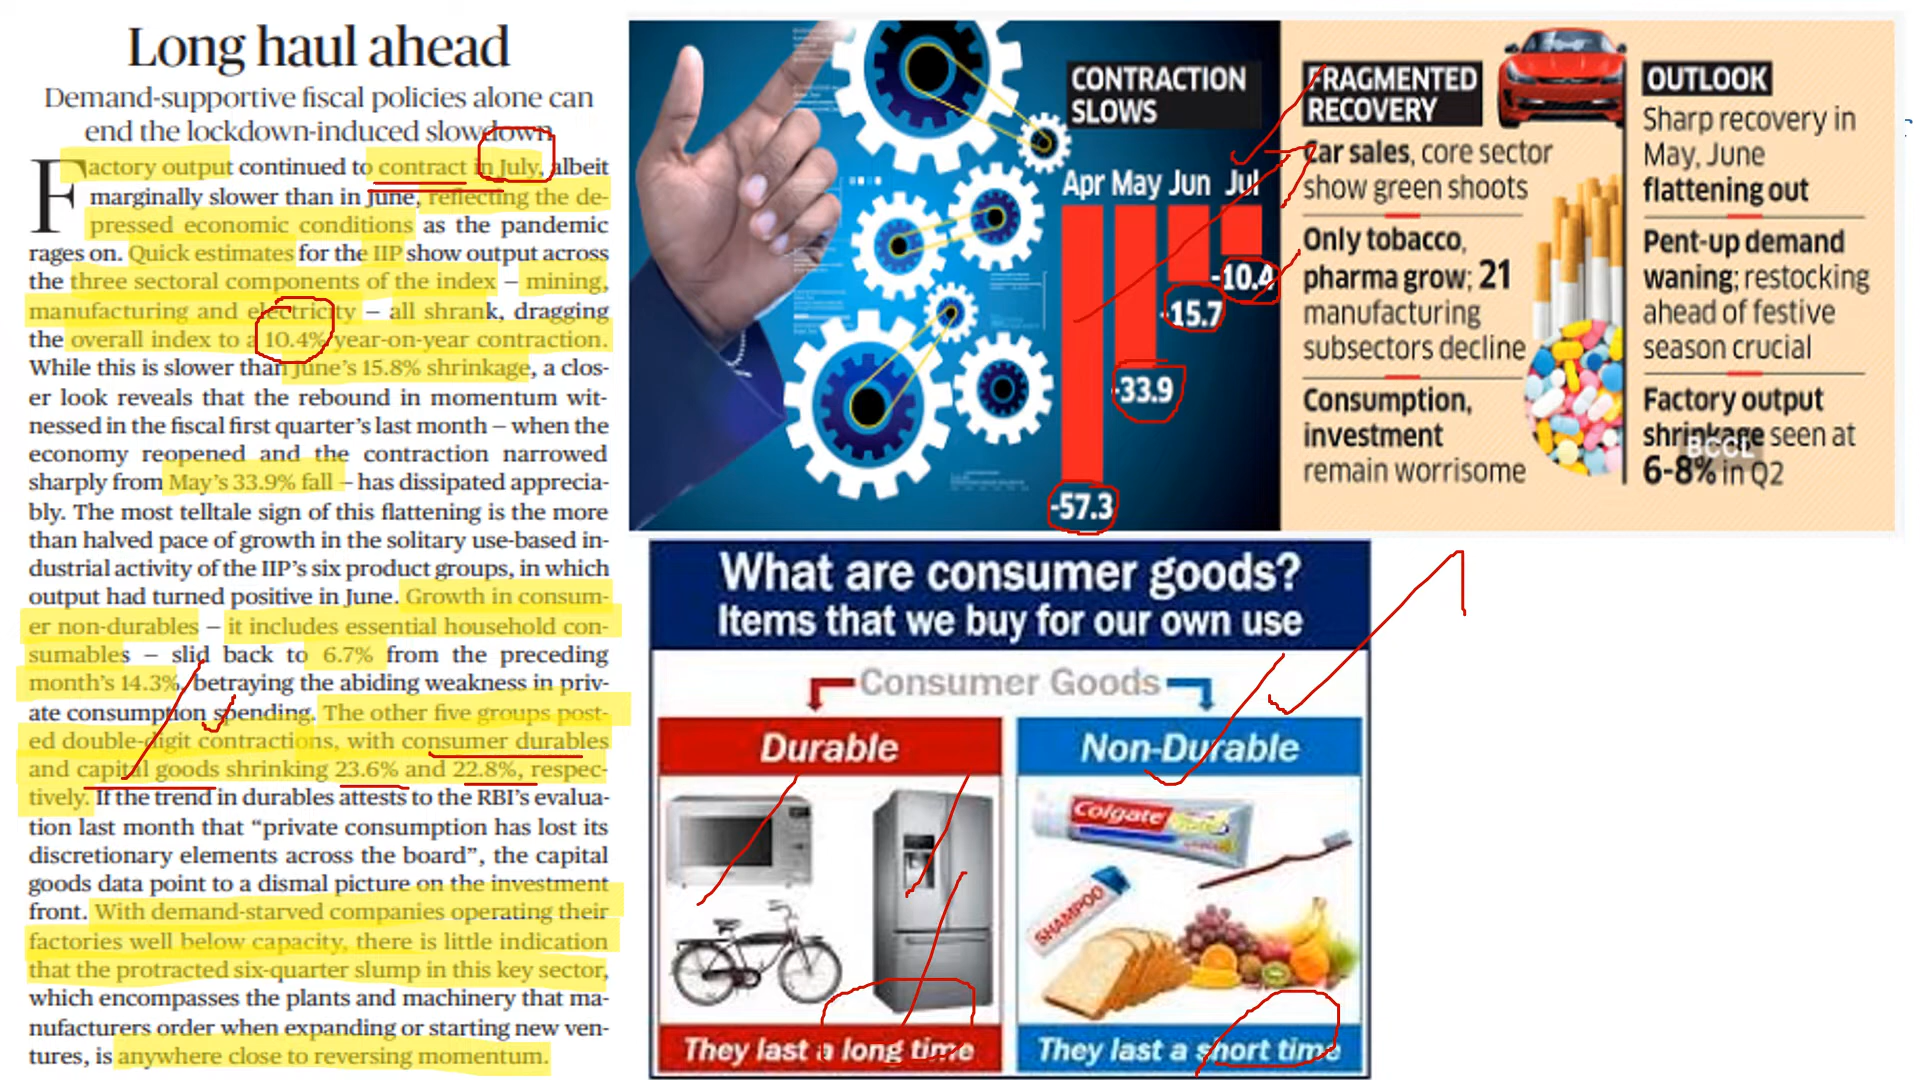 Long haul ahead
Demand-supportive fiscal policies alone can
end the lockdown-induced slowdown
Factory output continued to contract in July, albeit
marginally slower than in June, reflecting the de-
pressed economic conditions as the pandemic
rages on. Quick estimates for the IIP show output across
the three sectoral components of the index – mining,
manufacturing and electricity – all shrank, dragging
the overall index to a 10.4% year-on-year contraction.
While this is slower than June's 15.8% shrinkage, a clos-
er look reveals that the rebound in momentum wit-
nessed in the fiscal first quarter's last month – when the
economy reopened and the contraction narrowed
sharply from May's 33.9% fall – has dissipated apprecia-
bly. The most telltale sign of this flattening is the more
than halved pace of growth in the solitary use-based in-
dustrial activity of the IIP's six product groups, in which
output had turned positive in June. Growth in consum-
er non-durables – it includes essential household con-
sumables – slid back to 6.7% from the preceding
month's 14.3%, betraying the abiding weakness in priv-
ate consumption spending. The other five groups post-
ed double-digit contractions, with consumer durables
and capital goods shrinking 23.6% and 22.8%, respec-
tively. If the trend in durables attests to the RBI's evalua-
tion last month that "private consumption has lost its
discretionary elements across the board", the capital
goods data point to a dismal picture on the investment
front. With demand-starved companies operating their
factories well below capacity, there is little indication
that the protracted six-quarter slump in this key sector,
which encompasses the plants and machinery that ma-
nufacturers order when expanding or starting new ven-
tures, is anywhere close to reversing momentum.
CONTRACTION
SLOWS
Apr May Jun Jul
-10.4
-15.7
-33.9
-57.3
FRAGMENTED
RECOVERY
Car sales, core sector
show green shoots
Only tobacco,
pharma grow; 21
manufacturing
subsectors decline
Consumption,
investment
remain worrisome
OUTLOOK
Sharp recovery in
May, June
flattening out
Pent-up demand
waning; restocking
ahead of festive
season crucial
Factory output
shrinkage seen at
6-8% in Q2
BCCL
What are consumer goods?
Items that we buy for our own use
Consumer Goods
Durable
Non-Durable
Colgate
SHAMPOO
They last a long time
They last a short time